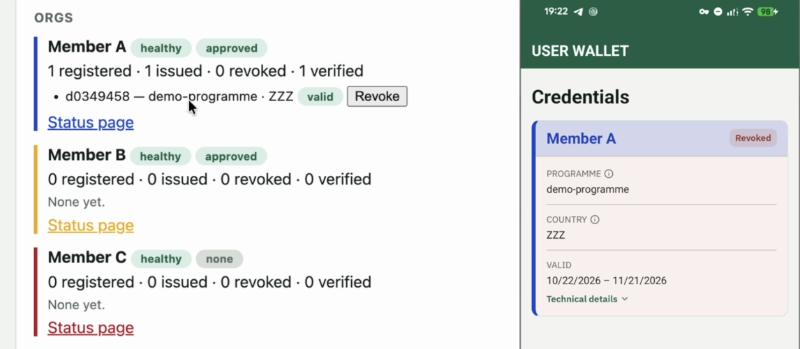 ORGS
Member A healthy approved
1 registered · 1 issued · 0 revoked · 1 verified
• d0349458 — demo-programme · ZZZ valid Revoke
Status page
Member B healthy approved
0 registered · 0 issued · 0 revoked · 0 verified
None yet.
Status page
Member C healthy none
0 registered · 0 issued · 0 revoked · 0 verified
None yet.
Status page
19:22 98
USER WALLET
Credentials
Member A Revoked
PROGRAMME
demo-programme
COUNTRY
ZZZ
VALID
10/22/2026 – 11/21/2026
Technical details